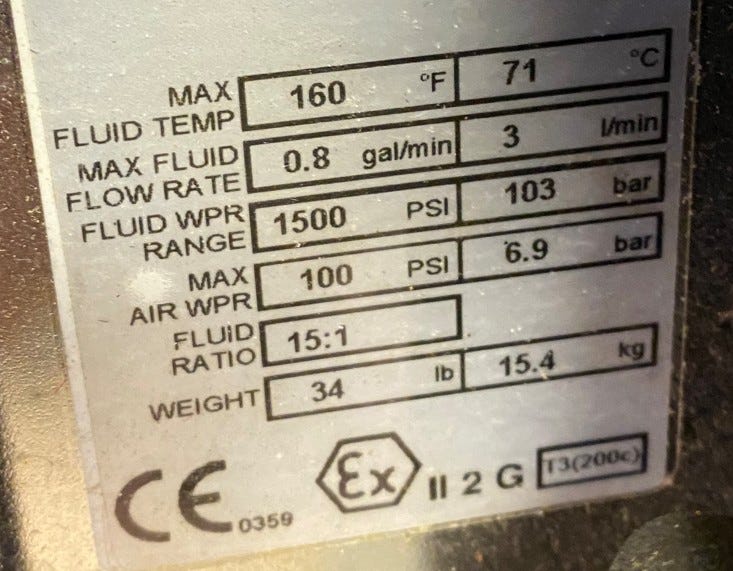 MAX
FLUID TEMP 160 °F 71 °C
MAX FLUID
FLOW RATE 0.8 gal/min 3 l/min
FLUID WPR
RANGE 1500 PSI 103 bar
MAX
AIR WPR 100 PSI 6.9 bar
FLUID
RATIO 15:1
WEIGHT 34 lb 15.4 kg
CE 0359 Ex II 2 G T3(200c)